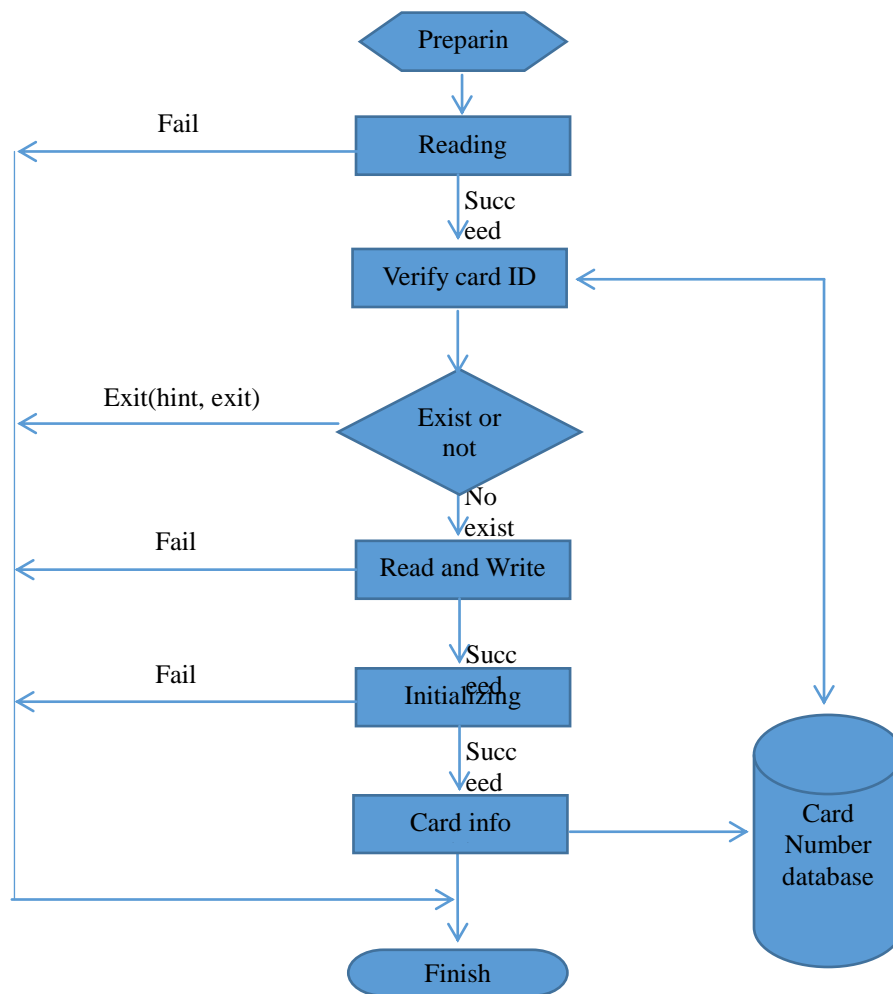 Preparin
Fail
Reading
Succ
eed
Verify card ID
Exit(hint, exit)
Exist or
not
No
exist
Fail
Read and Write
Succ
eed
Fail
Initializing
Succ
eed
Card info
Card
Number
database
Finish